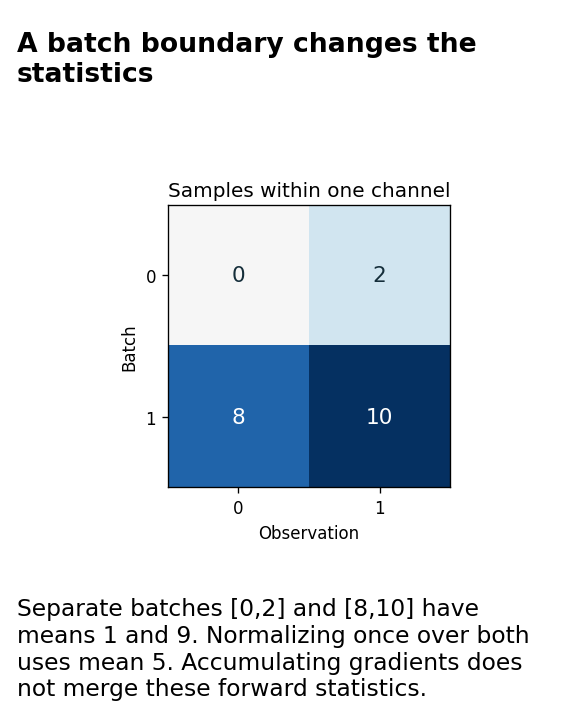 A batch boundary changes the
statistics
Samples within one channel
0 2
8 10
0
1
Batch
0 1
Observation
Separate batches [0,2] and [8,10] have
means 1 and 9. Normalizing once over both
uses mean 5. Accumulating gradients does
not merge these forward statistics.